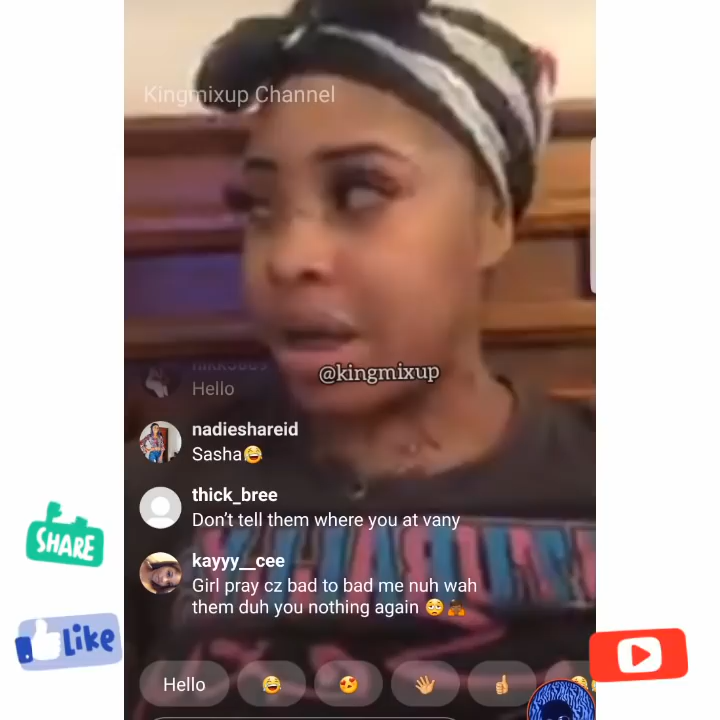 Kingmixup Channel
@kingmixup
Hello
nadieshareid
Sasha😂
thick_bree
Don't tell them where you at vany
kayyy__cee
Girl pray cz bad to bad me nuh wah
them duh you nothing again 😳🙈
SHARE
Like
Hello